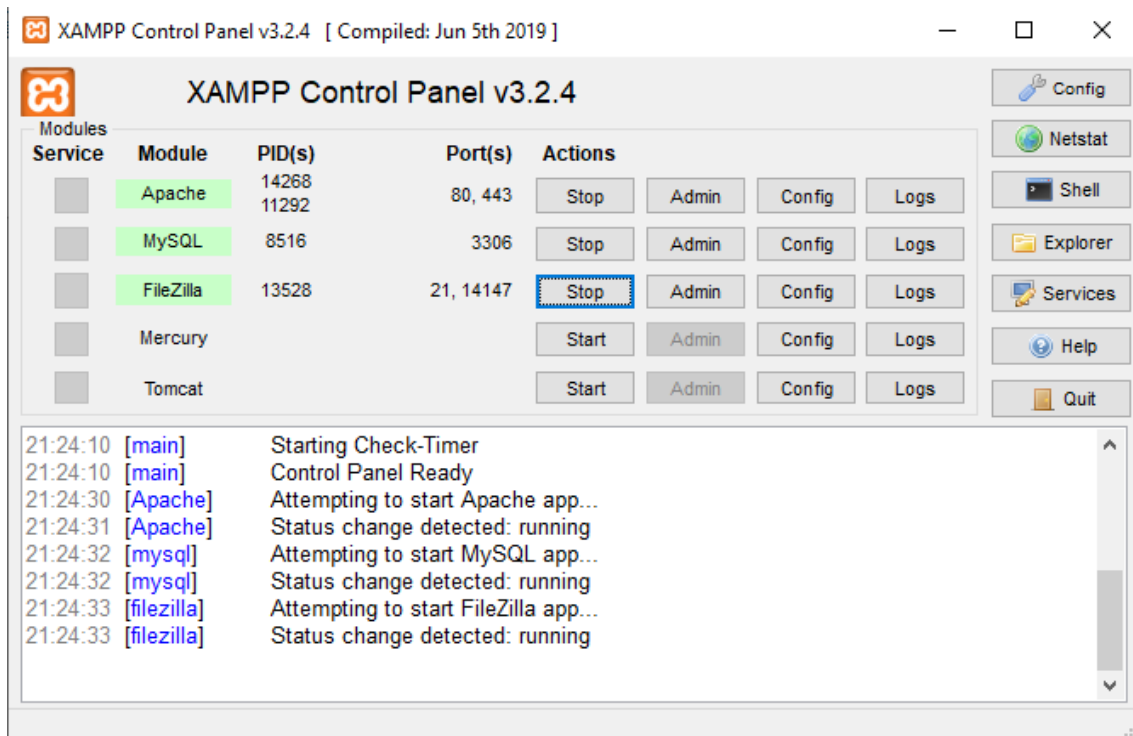 XAMPP Control Panel v3.2.4 [ Compiled: Jun 5th 2019 ]
XAMPP Control Panel v3.2.4
Config
Modules
Netstat
Service Module PID(s) Port(s) Actions
Apache 14268 11292 80, 443 Stop Admin Config Logs
Shell
MySQL 8516 3306 Stop Admin Config Logs
Explorer
FileZilla 13528 21, 14147 Stop Admin Config Logs
Services
Mercury Start Admin Config Logs
Help
Tomcat Start Admin Config Logs
Quit
21:24:10 [main] Starting Check-Timer
21:24:10 [main] Control Panel Ready
21:24:30 [Apache] Attempting to start Apache app...
21:24:31 [Apache] Status change detected: running
21:24:32 [mysql] Attempting to start MySQL app...
21:24:32 [mysql] Status change detected: running
21:24:33 [filezilla] Attempting to start FileZilla app...
21:24:33 [filezilla] Status change detected: running